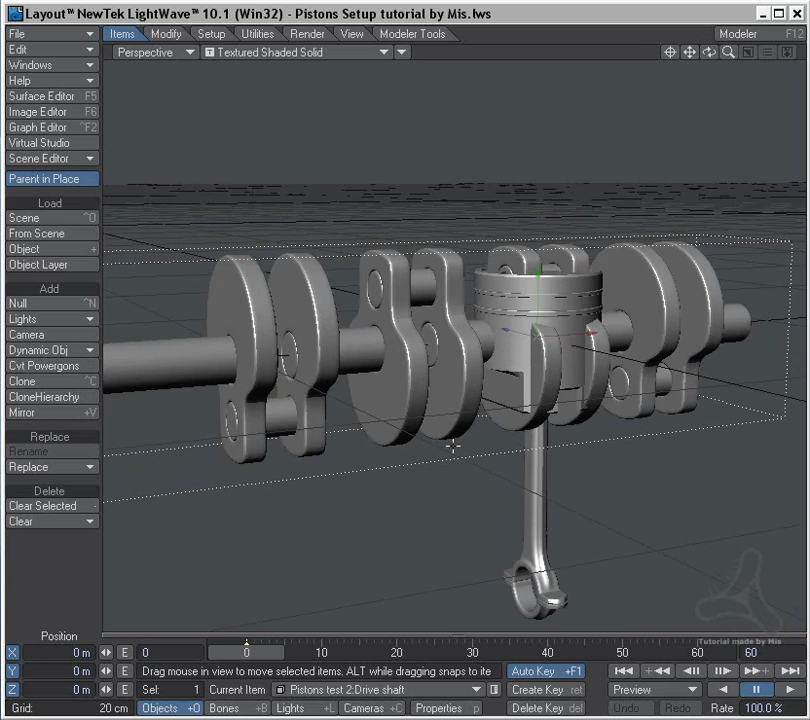 Layout™ NewTek LightWave™ 10.1 (Win32) - Pistons Setup tutorial by Mis.lws
File Items Modify Setup Utilities Render View Modeler Tools Modeler F12
Edit Perspective Textured Shaded Solid
Windows
Help
Surface Editor F5
Image Editor F6
Graph Editor ^F2
Virtual Studio
Scene Editor
Parent in Place
Load
Scene ^O
From Scene
Object +
Object Layer
Add
Null ^N
Lights
Camera
Dynamic Obj
Cvt Powergons
Clone ^C
CloneHierarchy
Mirror +V
Replace
Rename
Replace
Delete
Clear Selected -
Clear
Tutorial made by Mis
Position
X 0 m E 0 0 10 20 30 40 50 60 60
Y 0 m E Drag mouse in view to move selected items. ALT while dragging snaps to ite Auto Key +F1
Z 0 m E Sel: 1 Current Item Pistons test 2:Drive shaft Create Key ret Preview
Grid: 20 cm Objects +O Bones +B Lights +L Cameras +C Properties p Delete Key del Undo Redo Rate 100.0 %